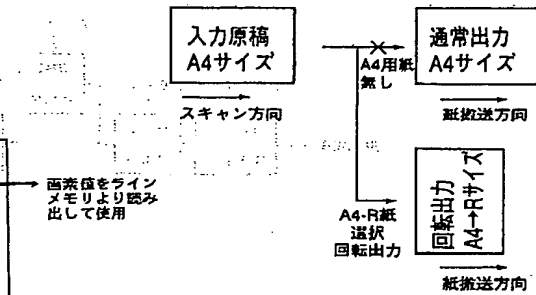 入力原稿
A4サイズ
スキャン方向
A4用紙
無し
通常出力
A4サイズ
紙搬送方向
画素値をライン
メモリより読み
出して使用
A4-R紙
選択
回転出力
回転出力
A4→Rサイズ
紙搬送方向